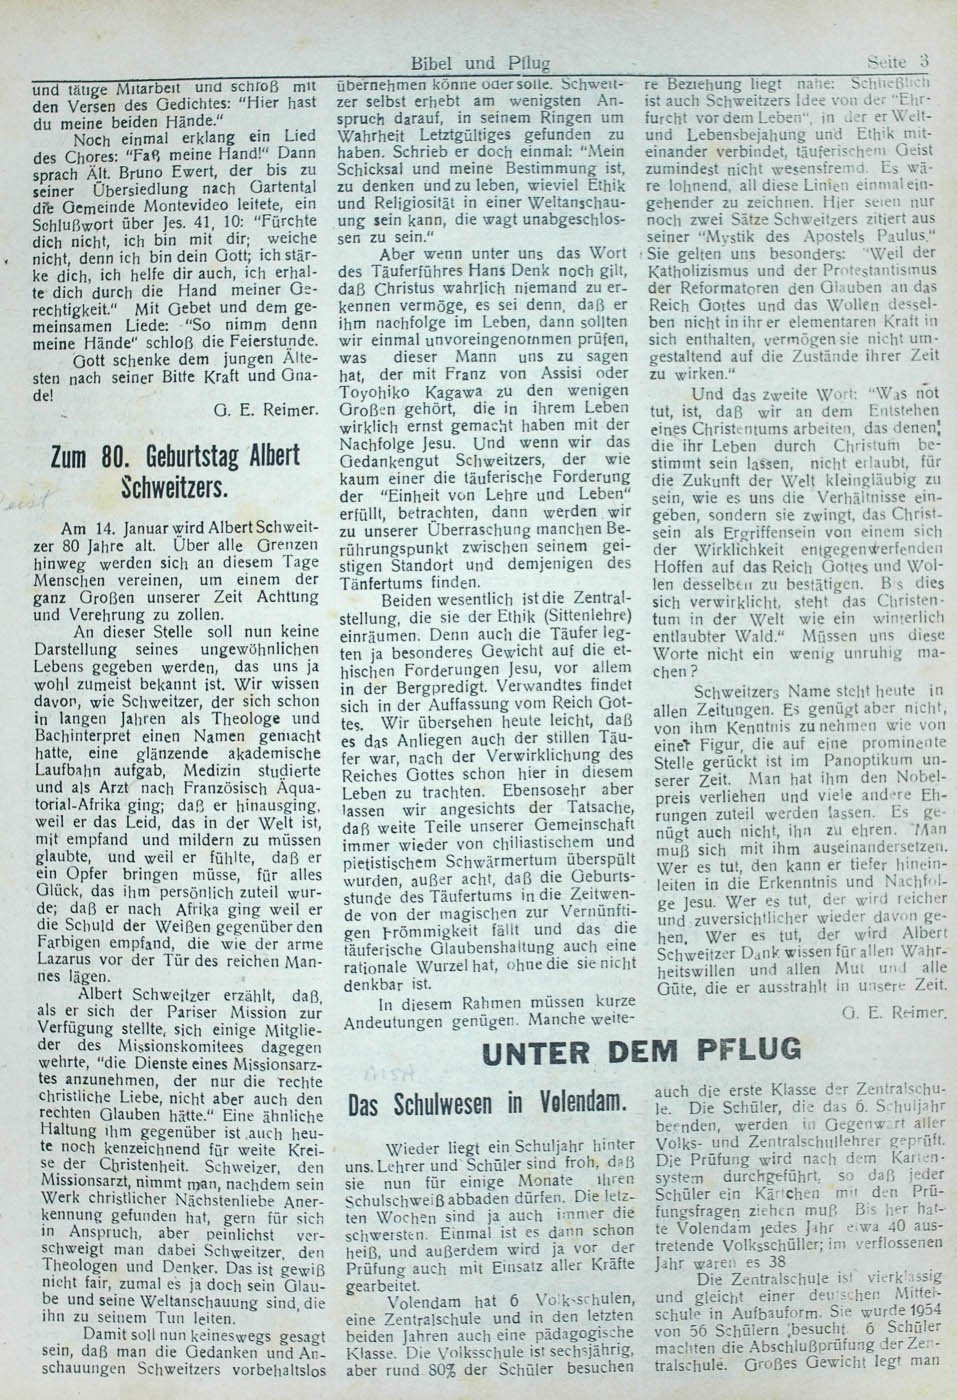 Bibel und Pflug
Seite 3
und tätige Mitarbeit und schloß mit
den Versen des Gedichtes: "Hier hast
du meine beiden Hände."
Noch einmal erklang ein Lied
des Chores: "Faß meine Hand!" Dann
sprach Ält. Bruno Ewert, der bis zu
seiner Übersiedlung nach Gartental
die Gemeinde Montevideo leitete, ein
Schlußwort über Jes. 41, 10: "Fürchte
dich nicht, ich bin mit dir; weiche
nicht, denn ich bin dein Gott; ich stär-
ke dich, ich helfe dir auch, ich erhal-
te dich durch die Hand meiner Ge-
rechtigkeit." Mit Gebet und dem ge-
meinsamen Liede: "So nimm denn
meine Hände" schloß die Feierstunde.
Gott schenke dem jungen Älte-
sten nach seiner Bitte Kraft und Gna-
de!
G. E. Reimer.
Zum 80. Geburtstag Albert
Schweitzers.
Am 14. Januar wird Albert Schweit-
zer 80 Jahre alt. Über alle Grenzen
hinweg werden sich an diesem Tage
Menschen vereinen, um einem der
ganz Großen unserer Zeit Achtung
und Verehrung zu zollen.
An dieser Stelle soll nun keine
Darstellung seines ungewöhnlichen
Lebens gegeben werden, das uns ja
wohl zumeist bekannt ist. Wir wissen
davon, wie Schweitzer, der sich schon
in langen Jahren als Theologe und
Bachinterpret einen Namen gemacht
hatte, eine glänzende akademische
Laufbahn aufgab, Medizin studierte
und als Arzt nach Französisch Äqua-
torial-Afrika ging; daß er hinausging,
weil er das Leid, das in der Welt ist,
mit empfand und mildern zu müssen
glaubte, und weil er fühlte, daß er
ein Opfer bringen müsse, für alles
Glück, das ihm persönlich zuteil wur-
de; daß er nach Afrika ging weil er
die Schuld der Weißen gegenüber den
Farbigen empfand, die wie der arme
Lazarus vor der Tür des reichen Man-
nes lägen.
Albert Schweitzer erzählt, daß,
als er sich der Pariser Mission zur
Verfügung stellte, sich einige Mitglie-
der des Missionskomitees dagegen
wehrte, "die Dienste eines Missionsarz-
tes anzunehmen, der nur die rechte
christliche Liebe, nicht aber auch den
rechten Glauben hätte." Eine ähnliche
Haltung ihm gegenüber ist auch heu-
te noch kenzeichnend für weite Krei-
se der Christenheit. Schweizer, den
Missionsarzt, nimmt man, nachdem sein
Werk christlicher Nächstenliebe Aner-
kennung gefunden hat, gern für sich
in Anspruch, aber peinlichst ver-
schweigt man dabei Schweitzer, den
Theologen und Denker. Das ist gewiß
nicht fair, zumal es ja doch sein Glau-
be und seine Weltanschauung sind, die
ihn zu seinem Tun leiten.
Damit soll nun keineswegs gesagt
sein, daß man die Gedanken und An-
schauungen Schweitzers vorbehaltslos
übernehmen könne oder solle. Schweit-
zer selbst erhebt am wenigsten An-
spruch darauf, in seinem Ringen um
Wahrheit Letztgültiges gefunden zu
haben. Schrieb er doch einmal: "Mein
Schicksal und meine Bestimmung ist,
zu denken und zu leben, wieviel Ethik
und Religiosität in einer Weltanschau-
ung sein kann, die wagt unabgeschlos-
sen zu sein."
Aber wenn unter uns das Wort
des Täuferführes Hans Denk noch gilt,
daß Christus wahrlich niemand zu er-
kennen vermöge, es sei denn, daß er
ihm nachfolge im Leben, dann sollten
wir einmal unvoreingenommen prüfen,
was dieser Mann uns zu sagen
hat, der mit Franz von Assisi oder
Toyohiko Kagawa zu den wenigen
Großen gehört, die in ihrem Leben
wirklich ernst gemacht haben mit der
Nachfolge Jesu. Und wenn wir das
Gedankengut Schweitzers, der wie
kaum einer die täuferische Forderung
der "Einheit von Lehre und Leben"
erfüllt, betrachten, dann werden wir
zu unserer Überraschung manchen Be-
rührungspunkt zwischen seinem gei-
stigen Standort und demjenigen des
Tänfertums finden.
Beiden wesentlich ist die Zentral-
stellung, die sie der Ethik (Sittenlehre)
einräumen. Denn auch die Täufer leg-
ten ja besonderes Gewicht auf die et-
hischen Forderungen Jesu, vor allem
in der Bergpredigt. Verwandtes findet
sich in der Auffassung vom Reich Got-
tes. Wir übersehen heute leicht, daß
es das Anliegen auch der stillen Täu-
fer war, nach der Verwirklichung des
Reiches Gottes schon hier in diesem
Leben zu trachten. Ebensosehr aber
lassen wir angesichts der Tatsache,
daß weite Teile unserer Gemeinschaft
immer wieder von chiliastischem und
pietistischem Schwärmertum überspült
wurden, außer acht, daß die Geburts-
stunde des Täufertums in die Zeitwen-
de von der magischen zur Vernünfti-
gen Frömmigkeit fällt und das die
täuferische Glaubenshaltung auch eine
rationale Wurzel hat, ohne die sie nicht
denkbar ist.
In diesem Rahmen müssen kurze
Andeutungen genügen. Manche weite-
re Beziehung liegt nahe: Schließlich
ist auch Schweitzers Idee von der "Ehr-
furcht vor dem Leben", in der er Welt-
und Lebensbejahung und Ethik mit-
einander verbindet, täuferischem Geist
zumindest nicht wesensfremd. Es wä-
re lohnend, all diese Linien einmal ein-
gehender zu zeichnen. Hier seien nur
noch zwei Sätze Schweitzers zitiert aus
seiner "Mystik des Apostels Paulus."
Sie gelten uns besonders: "Weil der
Katholizismus und der Protestantismus
der Reformatoren den Glauben an das
Reich Gottes und das Wollen dessel-
ben nicht in ihrer elementaren Kraft in
sich enthalten, vermögen sie nicht um-
gestaltend auf die Zustände ihrer Zeit
zu wirken."
Und das zweite Wort: "Was not
tut, ist, daß wir an dem Entstehen
eines Christentums arbeiten, das denen,
die ihr Leben durch Christum be-
stimmt sein lassen, nicht erlaubt, für
die Zukunft der Welt kleingläubig zu
sein, wie es uns die Verhältnisse ein-
geben, sondern sie zwingt, das Christ-
sein als Ergriffensein von einem sich
der Wirklichkeit entgegenwerfenden
Hoffen auf das Reich Gottes und Wol-
len desselben zu bestätigen. Bis dies
sich verwirklicht, steht das Christen-
tum in der Welt wie ein winterlich
entlaubter Wald." Müssen uns diese
Worte nicht ein wenig unruhig ma-
chen?
Schweitzers Name steht heute in
allen Zeitungen. Es genügt aber nicht,
von ihm Kenntnis zu nehmen wie von
einer Figur, die auf eine prominente
Stelle gerückt ist im Panoptikum un-
serer Zeit. Man hat ihm den Nobel-
preis verliehen und viele andere Eh-
rungen zuteil werden lassen. Es ge-
nügt auch nicht, ihn zu ehren. Man
muß sich mit ihm auseinandersetzen.
Wer es tut, den kann er tiefer hinein-
leiten in die Erkenntnis und Nachfol-
ge Jesu. Wer es tut, der wird reicher
und zuversichtlicher wieder davon ge-
hen. Wer es tut, der wird Albert
Schweitzer Dank wissen für allen Wahr-
heitswillen und allen Mut und alle
Güte, die er ausstrahlt in unsere Zeit.
G. E. Reimer.
UNTER DEM PFLUG
Das Schulwesen in Volendam.
Wieder liegt ein Schuljahr hinter
uns. Lehrer und Schüler sind froh, daß
sie nun für einige Monate ihren
Schulschweiß abbaden dürfen. Die letz-
ten Wochen sind ja auch immer die
schwersten. Einmal ist es dann schon
heiß, und außerdem wird ja vor der
Prüfung auch mit Einsatz aller Kräfte
gearbeitet.
Volendam hat 6 Volksschulen,
eine Zentralschule und in den letzten
beiden Jahren auch eine pädagogische
Klasse. Die Volksschule ist sechsjährig,
aber rund 80% der Schüler besuchen
auch die erste Klasse der Zentralschu-
le. Die Schüler, die das 6. Schuljahr
beenden, werden in Gegenwart aller
Volks- und Zentralschullehrer geprüft.
Die Prüfung wird nach dem Karten-
system durchgeführt, so daß jeder
Schüler ein Kärtchen mit den Prü-
fungsfragen ziehen muß. Bis her hat-
te Volendam jedes Jahr etwa 40 aus-
tretende Volksschüller; im verflossenen
Jahr waren es 38
Die Zentralschule ist vierklassig
und gleicht einer deutschen Mittel-
schule in Aufbauform. Sie wurde 1954
von 56 Schülern besucht. 6 Schüler
machten die Abschlußprüfung der Zen-
tralschule. Großes Gewicht legt man